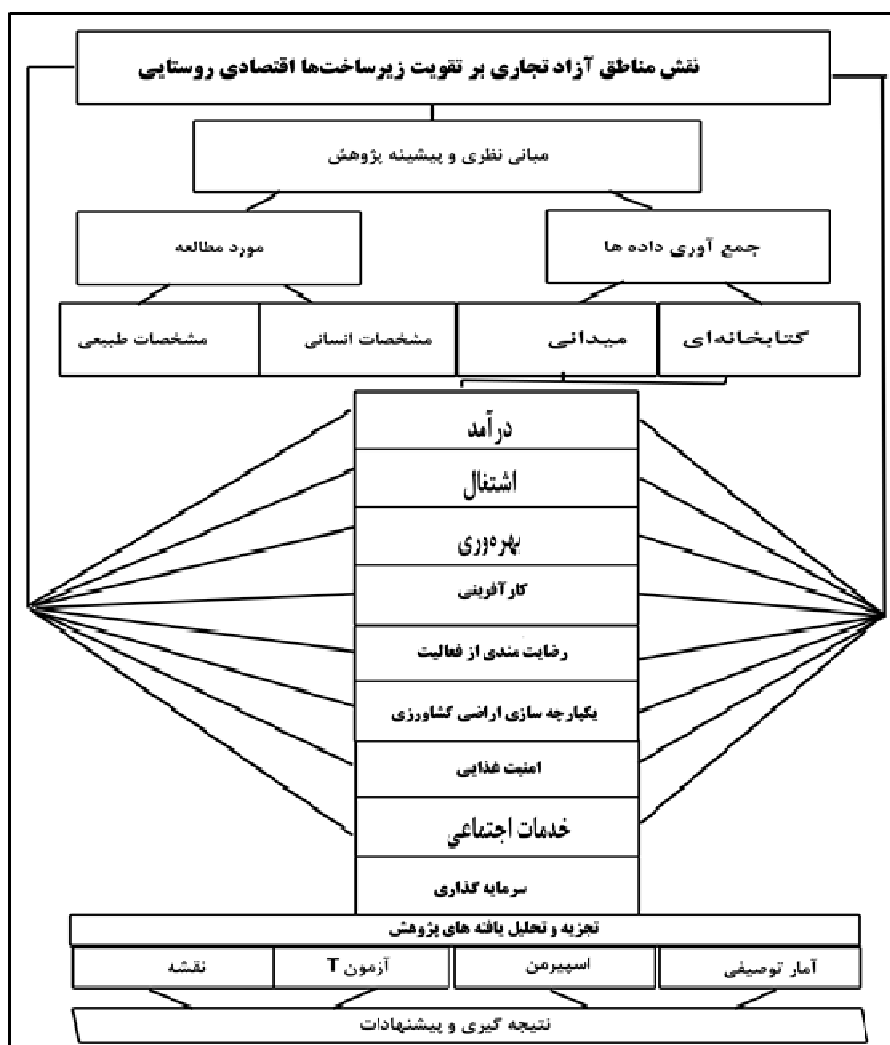 نقش مناطق آزاد تجاری بر تقویت زیرساخت‌ها اقتصادی روستایی
مبانی نظری و پیشینه پژوهش
جمع آوری داده ها
مورد مطالعه
کتابخانه‌ای
میدانی
مشخصات انسانی
مشخصات طبیعی
درآمد
اشتغال
بهره‌وری
کارآفرینی
رضایت مندی از فعالیت
یکپارچه سازی اراضی کشاورزی
امنیت غذایی
خدمات اجتماعی
سرمایه گذاری
تجزیه و تحلیل یافته های پژوهش
آمار توصیفی
اسپیرمن
آزمون T
نقشه
نتیجه گیری و پیشنهادات